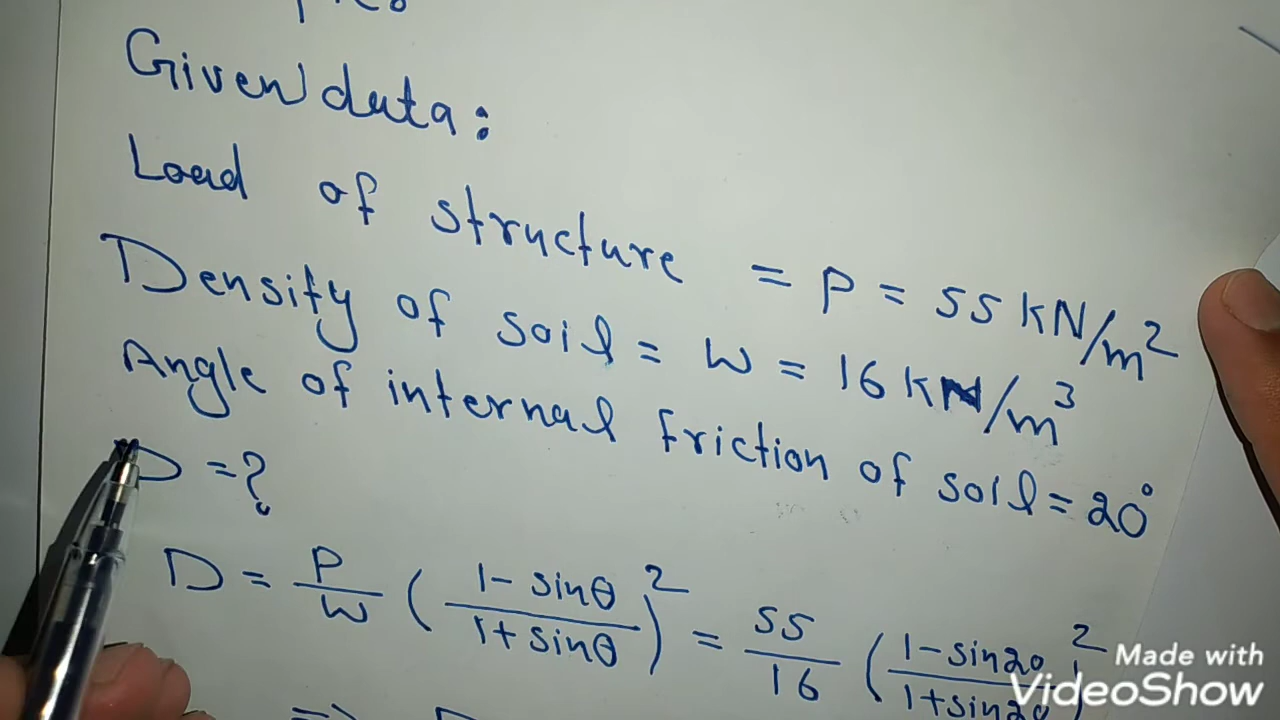 Given data:
Load of structure = P = 55 KN/m²
Density of soil = W = 16 KN/m³
Angle of internal friction of soil = 20°
D = ?
D = P/W (1 - sinθ / 1 + sinθ)² = 55/16 (1 - sin20 / 1 + sin20)²
Made with
VideoShow